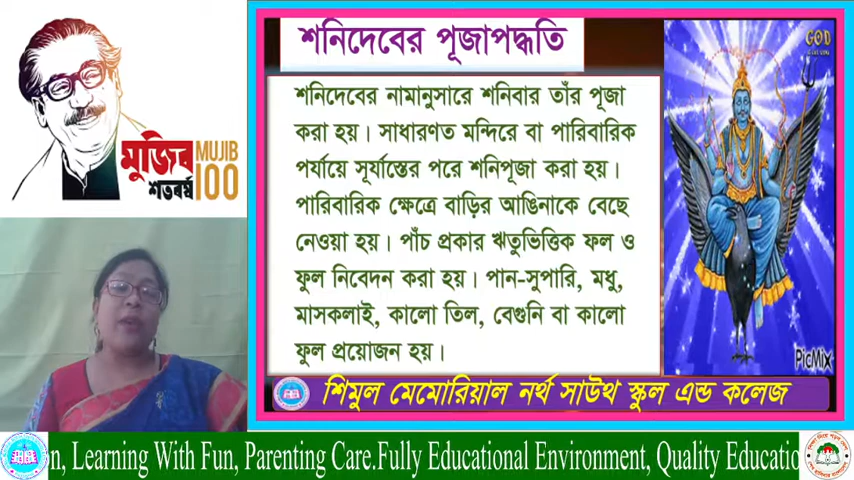 মুজিব
শতবর্ষ
MUJIB
100
শনিদেবের পূজাপদ্ধতি
শনিদেবের নামানুসারে শনিবার তাঁর পূজা
করা হয়। সাধারণত মন্দিরে বা পারিবারিক
পর্যায়ে সূর্যাস্তের পরে শনিপূজা করা হয়।
পারিবারিক ক্ষেত্রে বাড়ির আঙিনাকে বেছে
নেওয়া হয়। পাঁচ প্রকার ঋতুভিত্তিক ফল ও
ফুল নিবেদন করা হয়। পান-সুপারি, মধু,
মাসকলাই, কালো তিল, বেগুনি বা কালো
ফুল প্রয়োজন হয়।
GOD
PicMix
শিমুল মেমোরিয়াল নর্থ সাউথ স্কুল এন্ড কলেজ
n, Learning With Fun, Parenting Care.Fully Educational Environment, Quality Educatio